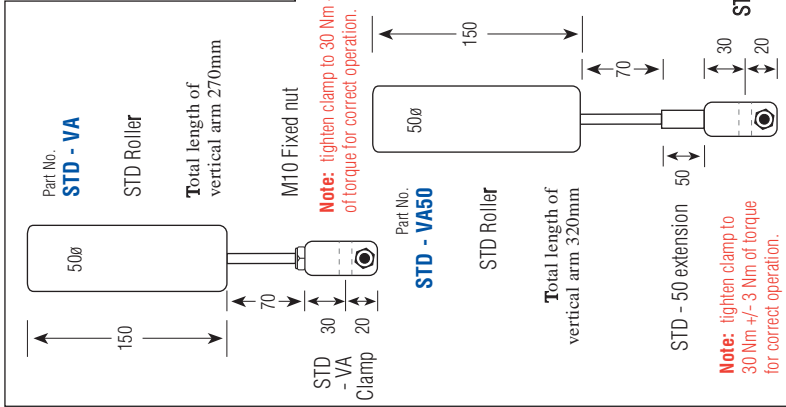 Part No.
STD - VA
STD Roller
Total length of
vertical arm 270mm
M10 Fixed nut
Note: tighten clamp to 30 Nm
of torque for correct operation.
50ø
150
70
30
20
STD
- VA
Clamp
Part No.
STD - VA50
STD Roller
Total length of
vertical arm 320mm
STD - 50 extension
Note: tighten clamp to
30 Nm +/- 3 Nm of torque
for correct operation.
50ø
150
70
50
30
20